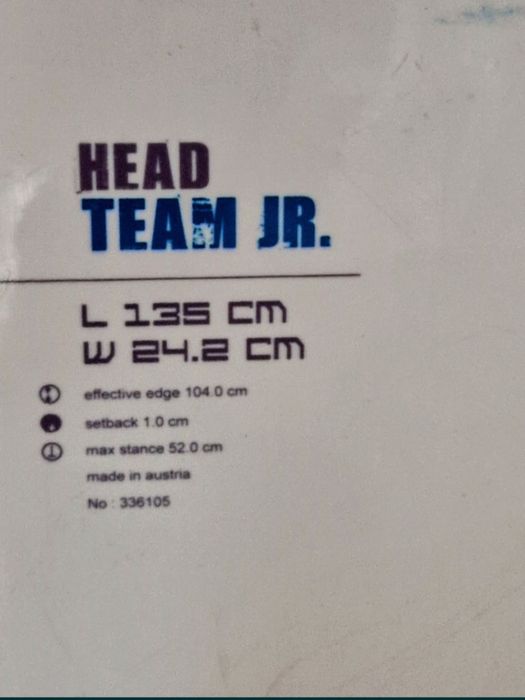 HEAD
TEAM JR.
L 135 CM
W 24.2 CM
effective edge 104.0 cm
setback 1.0 cm
max stance 52.0 cm
made in austria
No : 336105